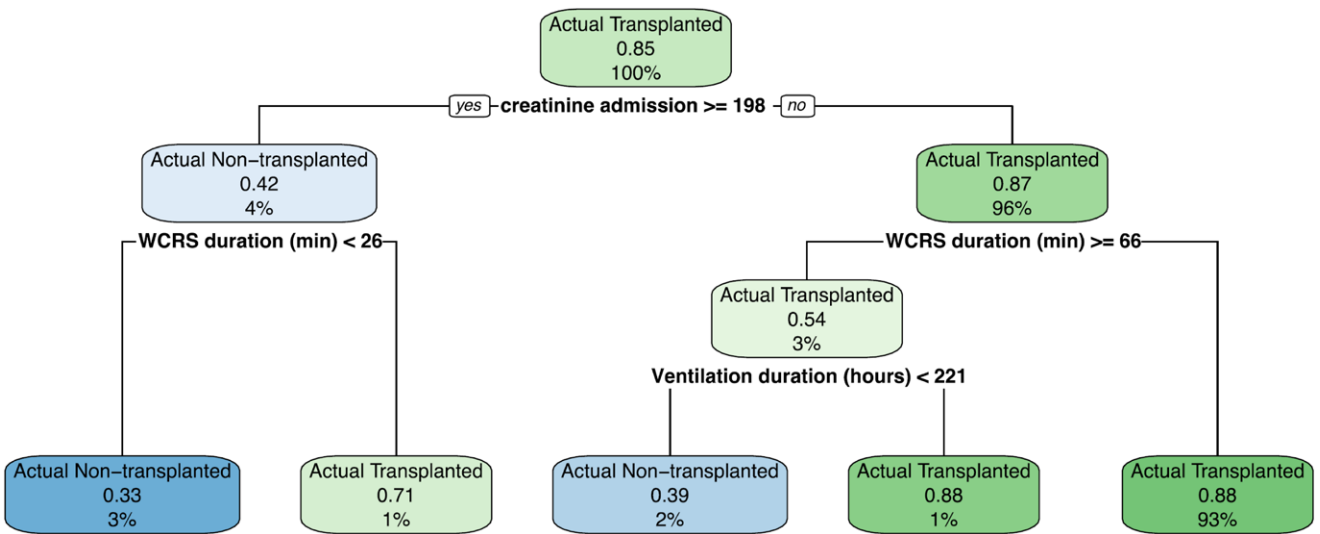 Actual Transplanted
0.85
100%
yes creatinine admission >= 198 no
Actual Non−transplanted
0.42
4%
Actual Transplanted
0.87
96%
WCRS duration (min) < 26
WCRS duration (min) >= 66
Actual Transplanted
0.54
3%
Ventilation duration (hours) < 221
Actual Non−transplanted
0.33
3%
Actual Transplanted
0.71
1%
Actual Non−transplanted
0.39
2%
Actual Transplanted
0.88
1%
Actual Transplanted
0.88
93%